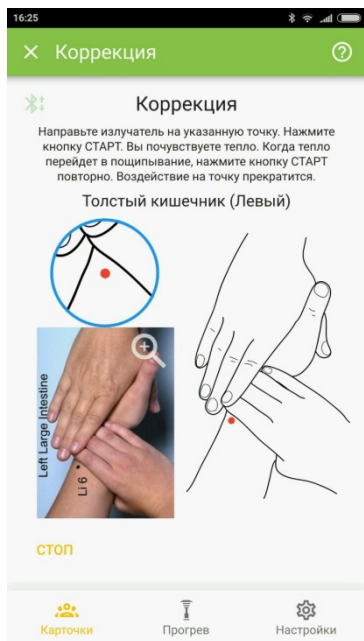 16:25
Коррекция
Коррекция
Направьте излучатель на указанную точку. Нажмите
кнопку СТАРТ. Вы почувствуете тепло. Когда тепло
перейдет в пощипывание, нажмите кнопку СТАРТ
повторно. Воздействие на точку прекратится.
Толстый кишечник (Левый)
Left Large Intestine
Li 6
СТОП
Карточки
Прогрев
Настройки